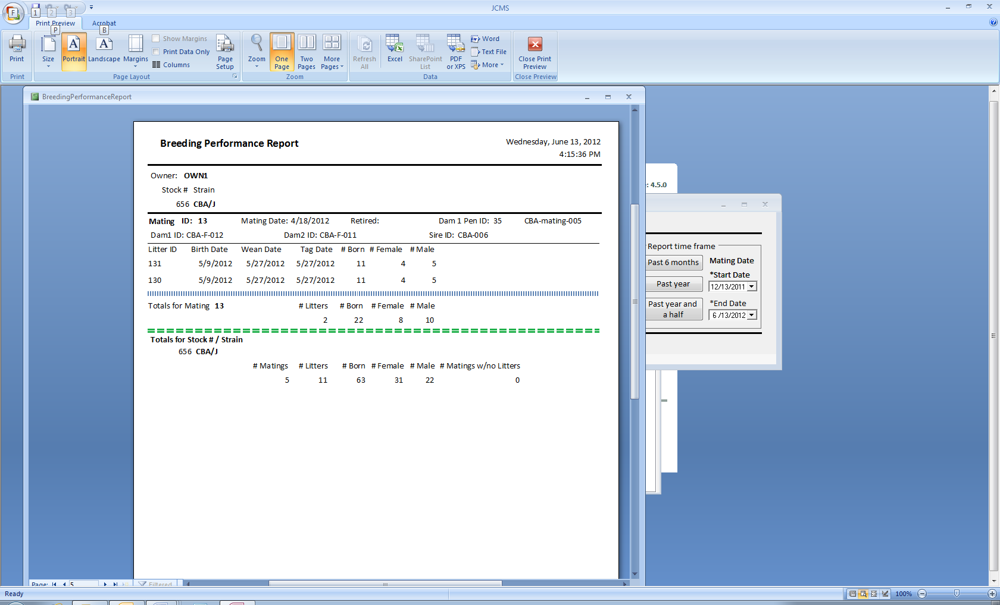 JCMS
F 1 2 3
Print Preview Acrobat
P B
Print Size Portrait Landscape Margins Show Margins Print Data Only Columns Page Setup Zoom One Page Two Pages More Pages Refresh All Excel SharePoint List PDF or XPS Word Text File More Close Print Preview
Print Page Layout Zoom Data Close Preview
BreedingPerformanceReport
Breeding Performance Report
Wednesday, June 13, 2012
4:15:36 PM
Owner: OWN1
Stock # Strain
656 CBA/J
Mating ID: 13 Mating Date: 4/18/2012 Retired: Dam 1 Pen ID: 35 CBA-mating-005
Dam1 ID: CBA-F-012 Dam2 ID: CBA-F-011 Sire ID: CBA-006
Litter ID Birth Date Wean Date Tag Date # Born # Female # Male
131 5/9/2012 5/27/2012 5/27/2012 11 4 5
130 5/9/2012 5/27/2012 5/27/2012 11 4 5
Totals for Mating 13 # Litters # Born # Female # Male
2 22 8 10
Totals for Stock # / Strain
656 CBA/J
# Matings # Litters # Born # Female # Male # Matings w/no Litters
5 11 63 31 22 0
: 4.5.0
Report time frame
Past 6 months Mating Date
*Start Date
Past year 12/13/2011
Past year and a half *End Date
6 /13/2012
Page: 5 Filtered
Ready 100%